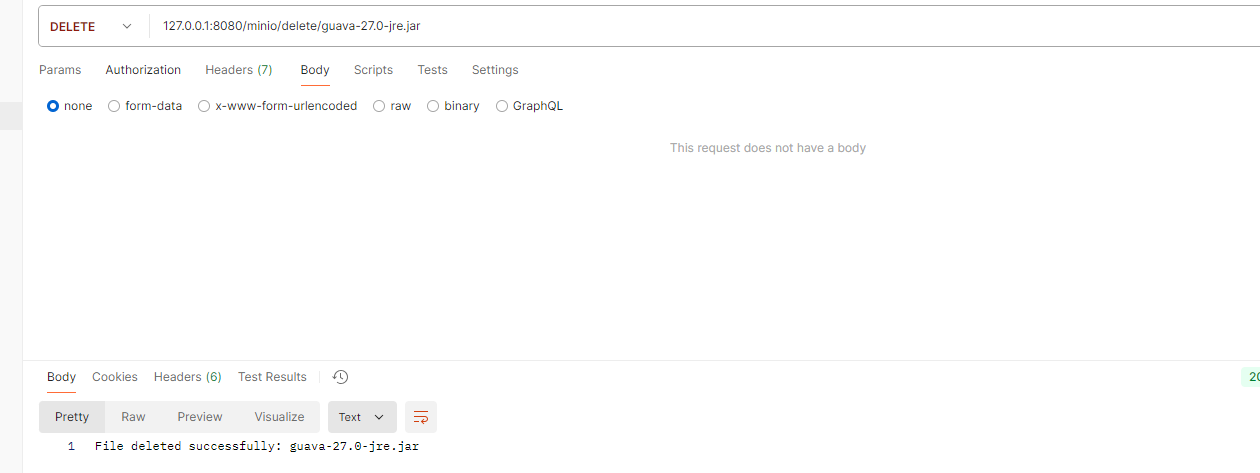 DELETE 127.0.0.1:8080/minio/delete/guava-27.0-jre.jar
Params Authorization Headers (7) Body Scripts Tests Settings
none form-data x-www-form-urlencoded raw binary GraphQL
This request does not have a body
Body Cookies Headers (6) Test Results 20
Pretty Raw Preview Visualize Text
1 File deleted successfully: guava-27.0-jre.jar